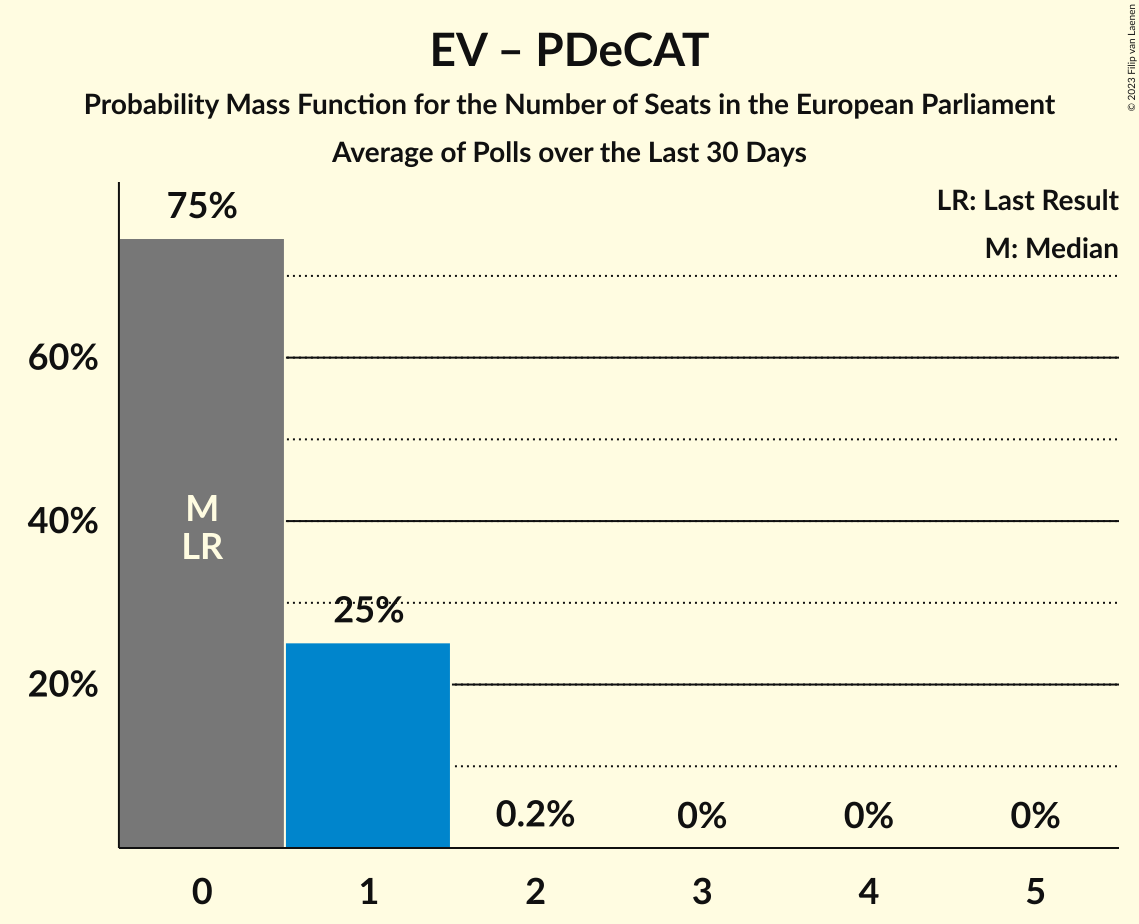 EV – PDeCAT
Probability Mass Function for the Number of Seats in the European Parliament
Average of Polls over the Last 30 Days
© 2023 Filip van Laenen
LR: Last Result
M: Median
75%
60%
M
40%
LR
25%
20%
0.2%
0%
0%
0%
0
1
2
3
4
5